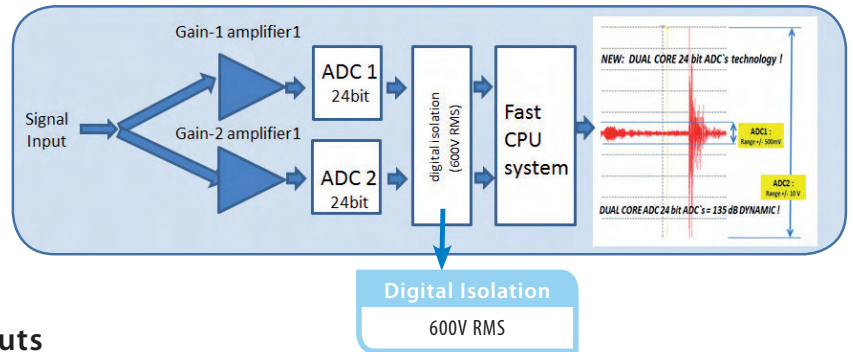 Gain-1 amplifier1
ADC 1
24bit
Signal
Input
Gain-2 amplifier1
ADC 2
24bit
digital isolation
(600V RMS)
Fast
CPU
system
NEW: DUAL CORE 24 bit ADC`s technology !
ADC1 :
Range +/- 500mV
ADC2 :
Range +/- 10 V
DUAL CORE ADC 24 bit ADC`s = 135 dB DYNAMIC !
Digital Isolation
600V RMS
uts